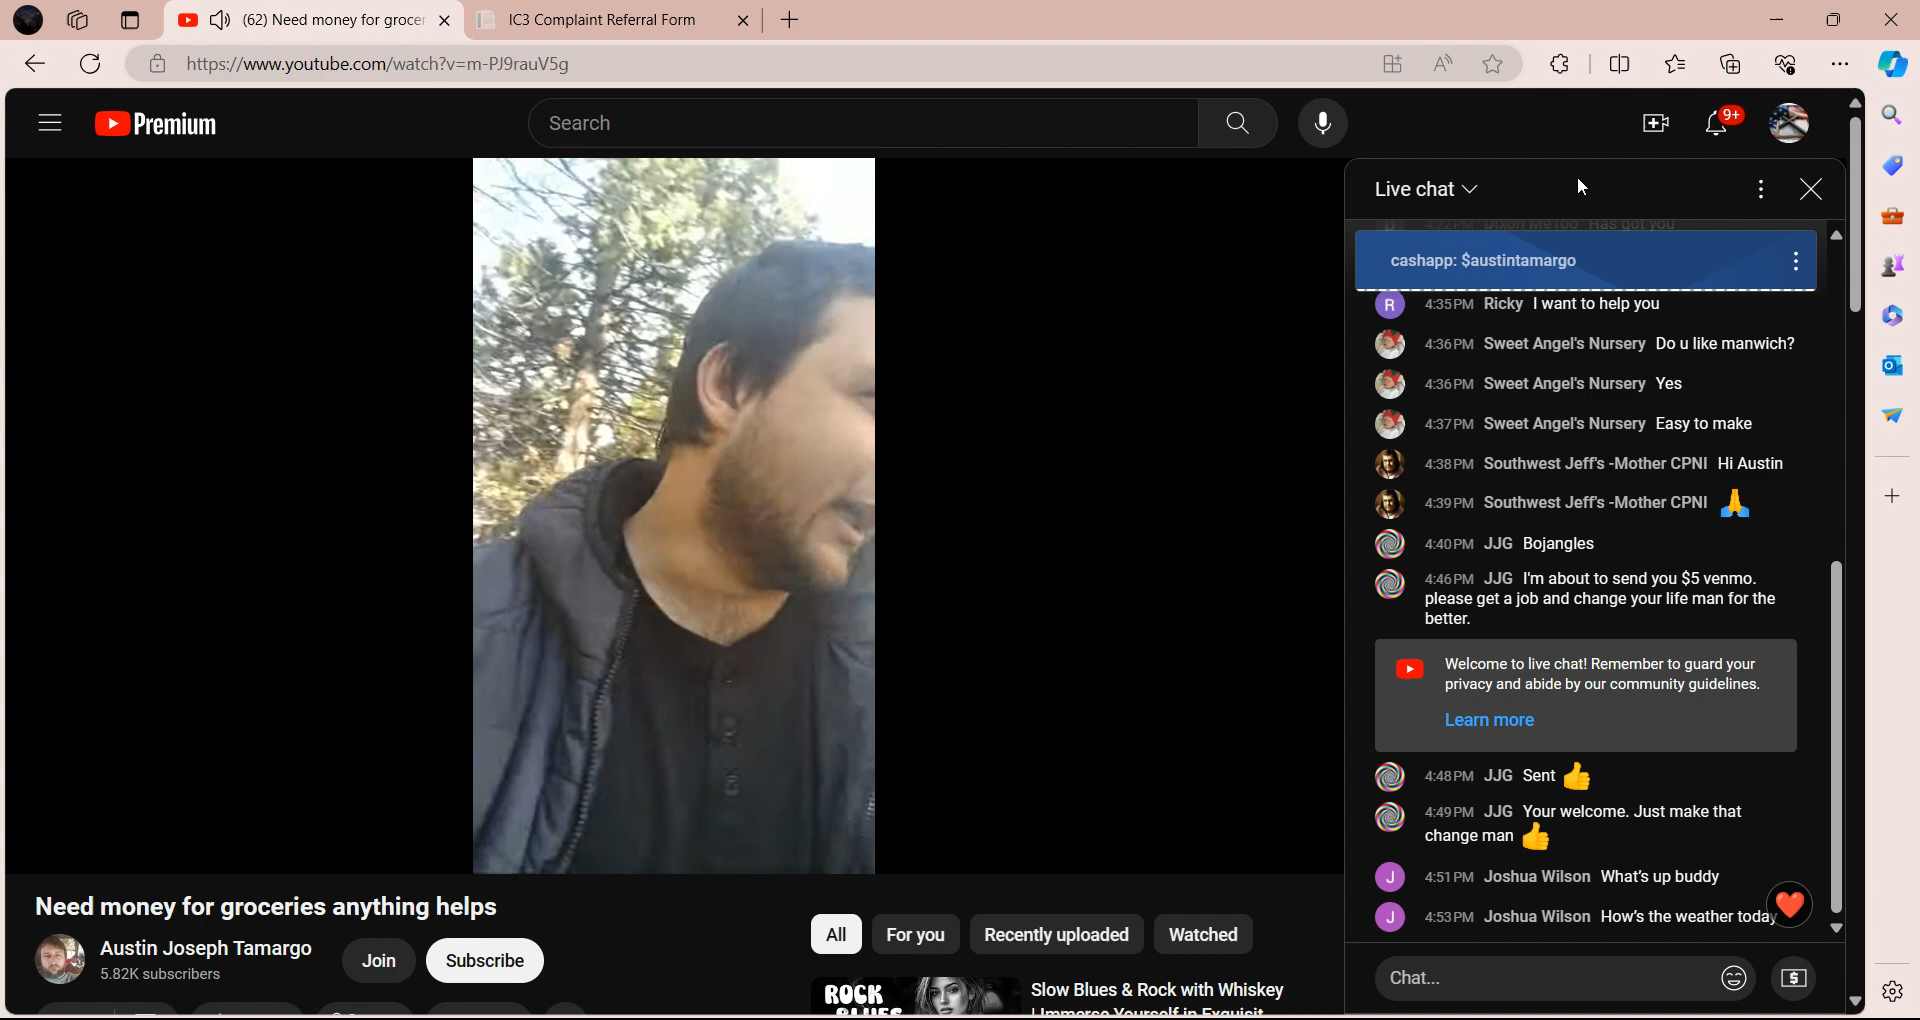 (62) Need money for grocer
IC3 Complaint Referral Form
https://www.youtube.com/watch?v=m-PJ9rauV5g
Premium
Search
9+
Live chat
4:22PM Dixon MeToo Has got you
cashapp: $austintamargo
R 4:35PM Ricky I want to help you
4:36PM Sweet Angel's Nursery Do u like manwich?
4:36PM Sweet Angel's Nursery Yes
4:37PM Sweet Angel's Nursery Easy to make
4:38PM Southwest Jeff's -Mother CPNI Hi Austin
4:39PM Southwest Jeff's -Mother CPNI 🙏
4:40PM JJG Bojangles
4:46PM JJG I'm about to send you $5 venmo.
please get a job and change your life man for the
better.
Welcome to live chat! Remember to guard your
privacy and abide by our community guidelines.
Learn more
4:48PM JJG Sent 👍
4:49PM JJG Your welcome. Just make that
change man 👍
J 4:51PM Joshua Wilson What's up buddy
J 4:53PM Joshua Wilson How's the weather today
Chat...
Need money for groceries anything helps
Austin Joseph Tamargo
5.82K subscribers
Join
Subscribe
All
For you
Recently uploaded
Watched
ROCK
BLUES
Slow Blues & Rock with Whiskey
| Immerse Yourself in Exquisit